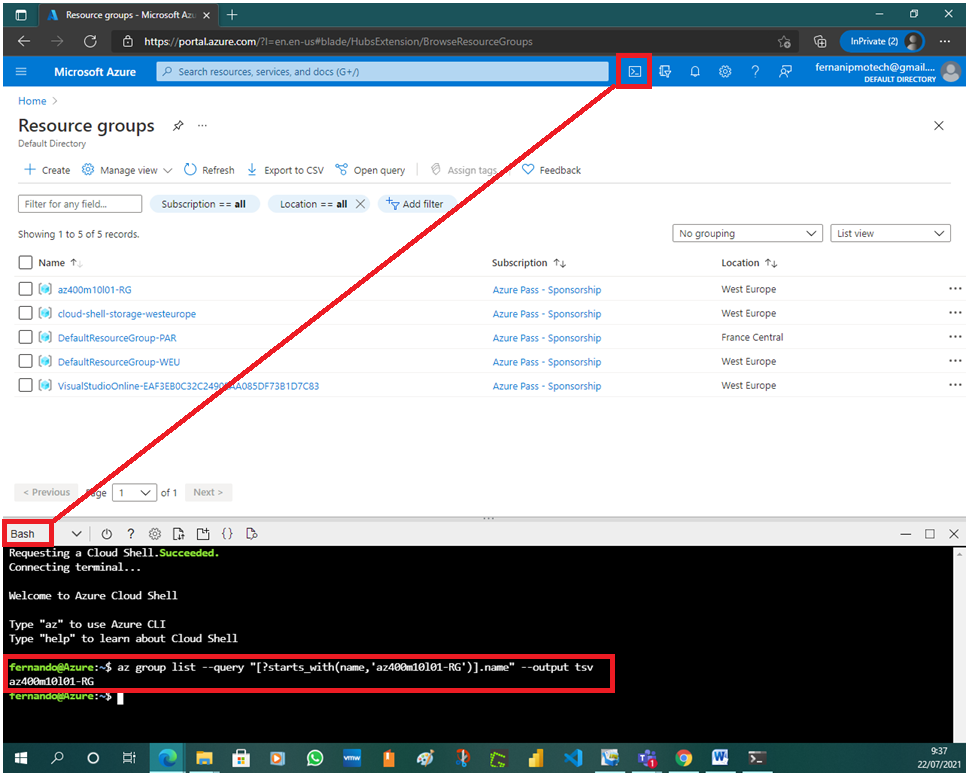 Resource groups - Microsoft Azu
https://portal.azure.com/?l=en.en-us#blade/HubsExtension/BrowseResourceGroups
InPrivate (2)
Microsoft Azure
Search resources, services, and docs (G+/)
fernanipmotech@gmail....
DEFAULT DIRECTORY
Home >
Resource groups
Default Directory
Create Manage view Refresh Export to CSV Open query Assign tags Feedback
Filter for any field... Subscription == all Location == all Add filter
Showing 1 to 5 of 5 records.
No grouping List view
Name Subscription Location
az400m10l01-RG Azure Pass - Sponsorship West Europe
cloud-shell-storage-westeurope Azure Pass - Sponsorship West Europe
DefaultResourceGroup-PAR Azure Pass - Sponsorship France Central
DefaultResourceGroup-WEU Azure Pass - Sponsorship West Europe
Azure Pass - Sponsorship West Europe
< Previous Page 1 of 1 Next >
Bash
Requesting a Cloud Shell.Succeeded.
Connecting terminal...
Welcome to Azure Cloud Shell
Type "az" to use Azure CLI
Type "help" to learn about Cloud Shell
fernando@Azure:~$ az group list --query "[?starts_with(name,'az400m10l01-RG')].name" --output tsv
az400m10l01-RG
fernando@Azure:~$
vmw
9:37
22/07/2021